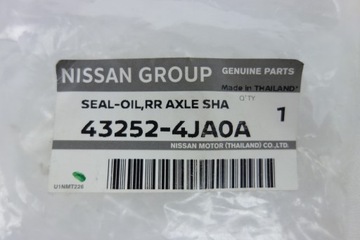 NISSAN GROUP
GENUINE PARTS
Made in THAILAND
Q'TY
SEAL-OIL,RR AXLE SHA
1
43252-4JA0A
NISSAN MOTOR (THAILAND) CO.,LTD.
U1NMT226